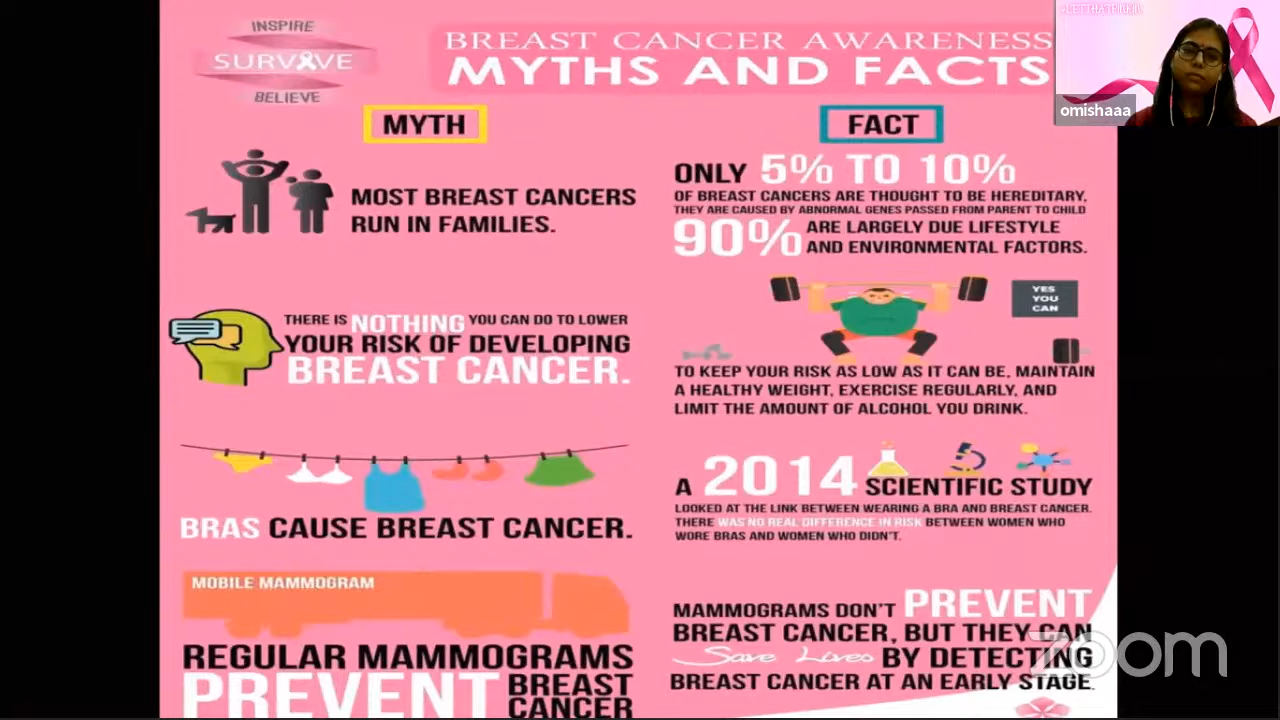 INSPIRE
SURVIVE
BELIEVE
BREAST CANCER AWARENESS
MYTHS AND FACTS
omishaaa
MYTH
FACT
MOST BREAST CANCERS
RUN IN FAMILIES.
ONLY 5% TO 10%
OF BREAST CANCERS ARE THOUGHT TO BE HEREDITARY,
THEY ARE CAUSED BY ABNORMAL GENES PASSED FROM PARENT TO CHILD
90% ARE LARGELY DUE LIFESTYLE
AND ENVIRONMENTAL FACTORS.
THERE IS NOTHING YOU CAN DO TO LOWER
YOUR RISK OF DEVELOPING
BREAST CANCER.
YES
YOU
CAN
TO KEEP YOUR RISK AS LOW AS IT CAN BE, MAINTAIN
A HEALTHY WEIGHT, EXERCISE REGULARLY, AND
LIMIT THE AMOUNT OF ALCOHOL YOU DRINK.
BRAS CAUSE BREAST CANCER.
A 2014 SCIENTIFIC STUDY
LOOKED AT THE LINK BETWEEN WEARING A BRA AND BREAST CANCER.
THERE WAS NO REAL DIFFERENCE IN RISK BETWEEN WOMEN WHO
WORE BRAS AND WOMEN WHO DIDN'T.
MOBILE MAMMOGRAM
REGULAR MAMMOGRAMS
PREVENT BREAST
CANCER
MAMMOGRAMS DON'T PREVENT
BREAST CANCER, BUT THEY CAN
Save Lives BY DETECTING
BREAST CANCER AT AN EARLY STAGE.
zoom